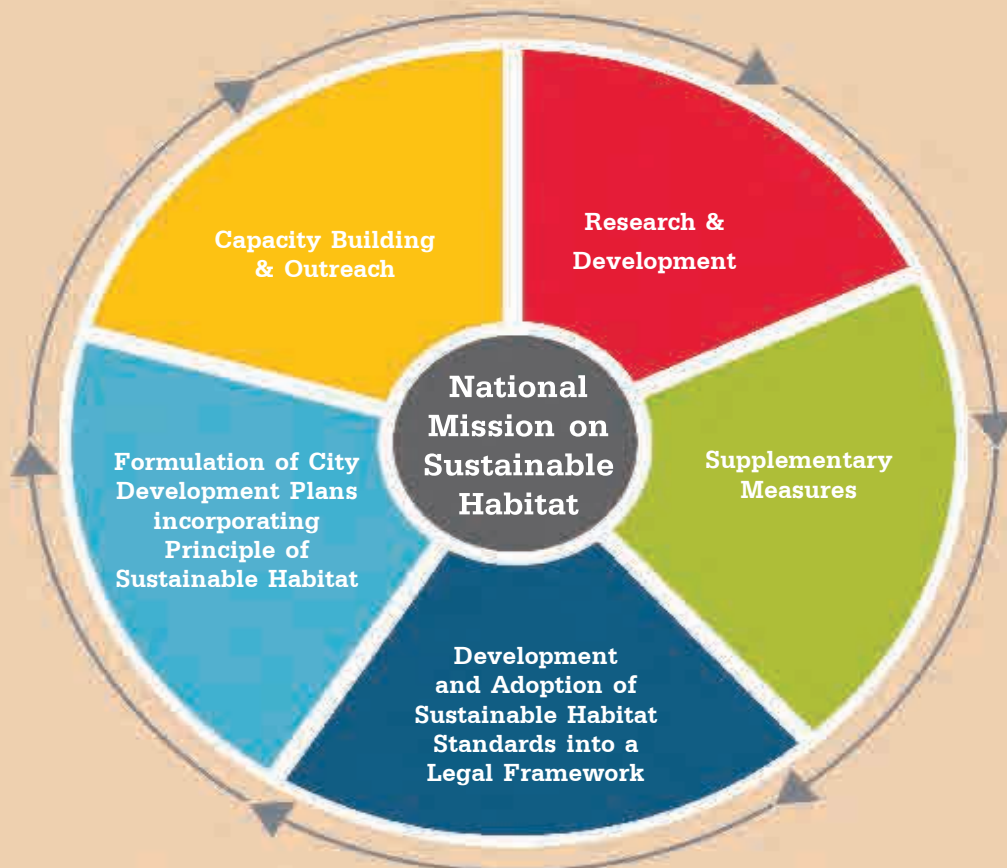 Capacity Building
& Outreach
Research &
Development
National
Mission on
Sustainable
Habitat
Supplementary
Measures
Formulation of City
Development Plans
incorporating
Principle of
Sustainable Habitat
Development
and Adoption of
Sustainable Habitat
Standards into a
Legal Framework